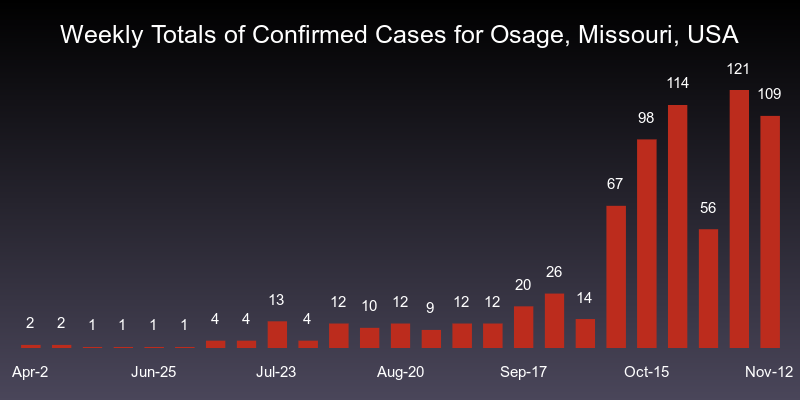 Weekly Totals of Confirmed Cases for Osage, Missouri, USA
2 2 1 1 1 1 4 4 13 4 12 10 12 9 12 12 20 26 14 67 98 114 56 121 109
Apr-2 Jun-25 Jul-23 Aug-20 Sep-17 Oct-15 Nov-12